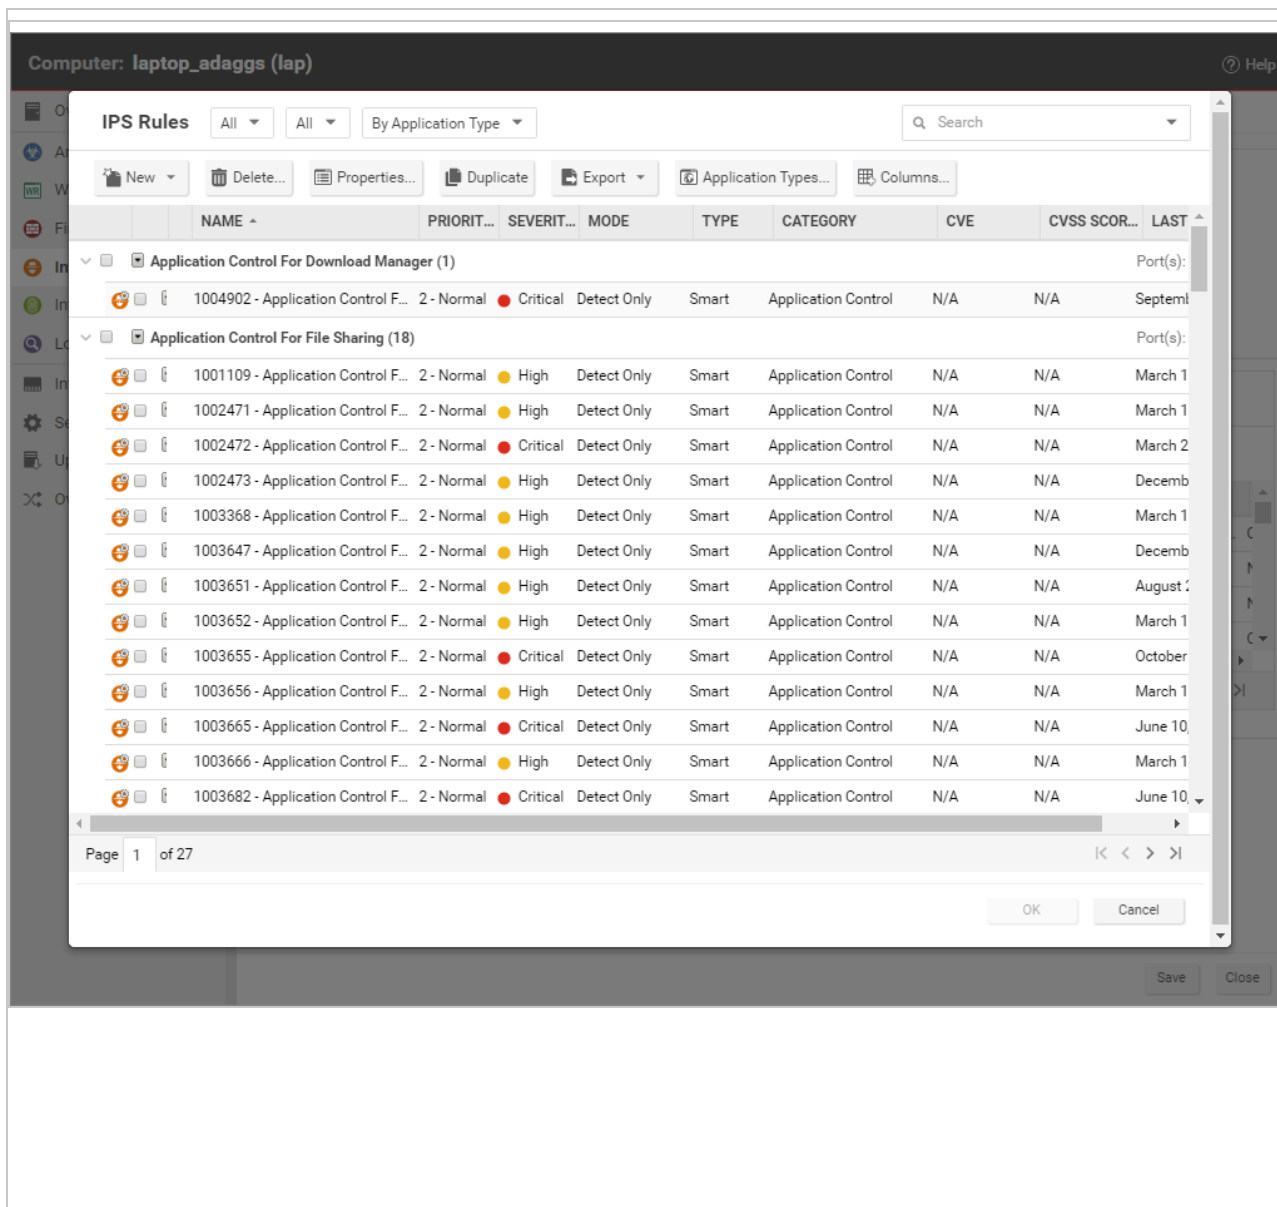 Computer: laptop_adaggs (lap)
Help
IPS Rules All All By Application Type Search
New Delete... Properties... Duplicate Export Application Types... Columns...
NAME PRIORIT... SEVERIT... MODE TYPE CATEGORY CVE CVSS SCOR... LAST
Application Control For Download Manager (1) Port(s):
1004902 - Application Control F... 2 - Normal Critical Detect Only Smart Application Control N/A N/A Septemb
Application Control For File Sharing (18) Port(s):
1001109 - Application Control F... 2 - Normal High Detect Only Smart Application Control N/A N/A March 1
1002471 - Application Control F... 2 - Normal High Detect Only Smart Application Control N/A N/A March 1
1002472 - Application Control F... 2 - Normal Critical Detect Only Smart Application Control N/A N/A March 2
1002473 - Application Control F... 2 - Normal High Detect Only Smart Application Control N/A N/A Decemb
1003368 - Application Control F... 2 - Normal High Detect Only Smart Application Control N/A N/A March 1
1003647 - Application Control F... 2 - Normal High Detect Only Smart Application Control N/A N/A Decemb
1003651 - Application Control F... 2 - Normal High Detect Only Smart Application Control N/A N/A August 2
1003652 - Application Control F... 2 - Normal High Detect Only Smart Application Control N/A N/A March 1
1003655 - Application Control F... 2 - Normal Critical Detect Only Smart Application Control N/A N/A October
1003656 - Application Control F... 2 - Normal High Detect Only Smart Application Control N/A N/A March 1
1003665 - Application Control F... 2 - Normal Critical Detect Only Smart Application Control N/A N/A June 10,
1003666 - Application Control F... 2 - Normal High Detect Only Smart Application Control N/A N/A March 1
1003682 - Application Control F... 2 - Normal Critical Detect Only Smart Application Control N/A N/A June 10,
Page 1 of 27
OK Cancel
Save Close